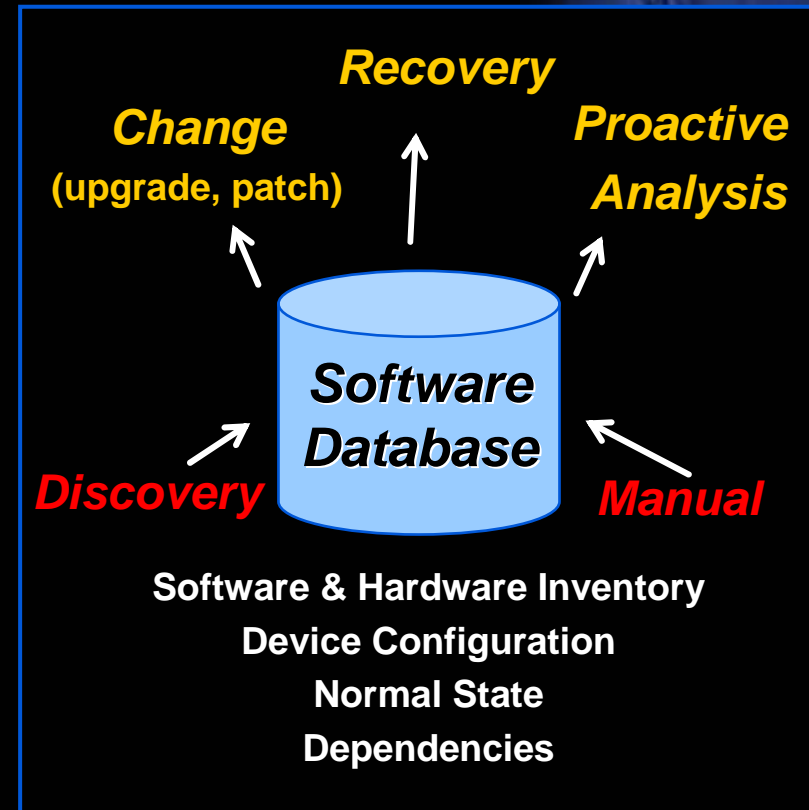 Recovery
Change
(upgrade, patch)
Proactive
Analysis
Software
Database
Discovery
Manual
Software & Hardware Inventory
Device Configuration
Normal State
Dependencies